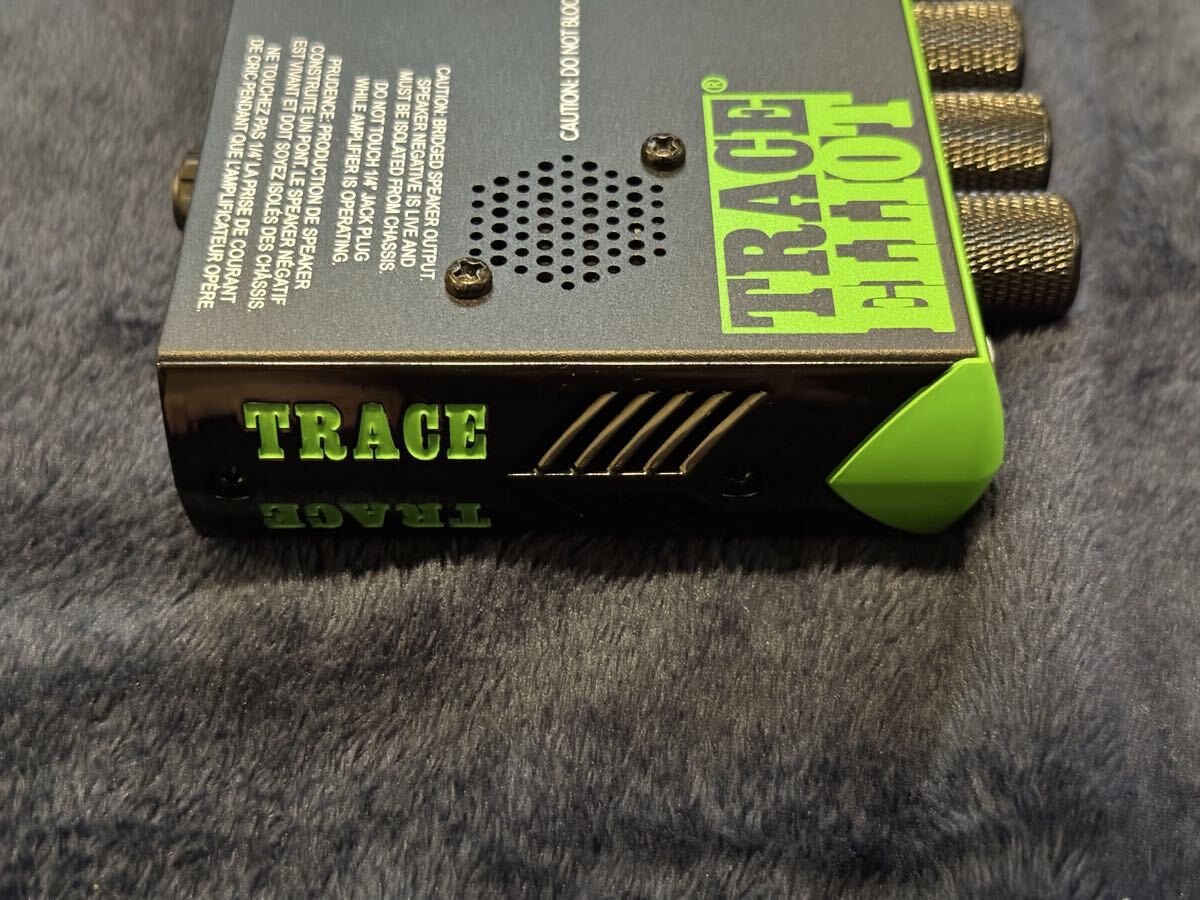 CAUTION: DO NOT BLOC
CAUTION: BRIDGED SPEAKER OUTPUT.
SPEAKER NEGATIVE IS LIVE AND
MUST BE ISOLATED FROM CHASSIS.
DO NOT TOUCH 1/4" JACK PLUG
WHILE AMPLIFIER IS OPERATING.
PRUDENCE: PRODUCTION DE SPEAKER
CONSTRUITE UN PONT. LE SPEAKER NÉGATIF
EST VIVANT ET DOIT SOYEZ ISOLÉS DES CHÂSSIS.
NE TOUCHEZ PAS 1/4" LA PRISE DE COURANT
DE CRIC PENDANT QUE L'AMPLIFICATEUR OPÈRE.
TRACE®
ELLIOT
TRACE
TRACE